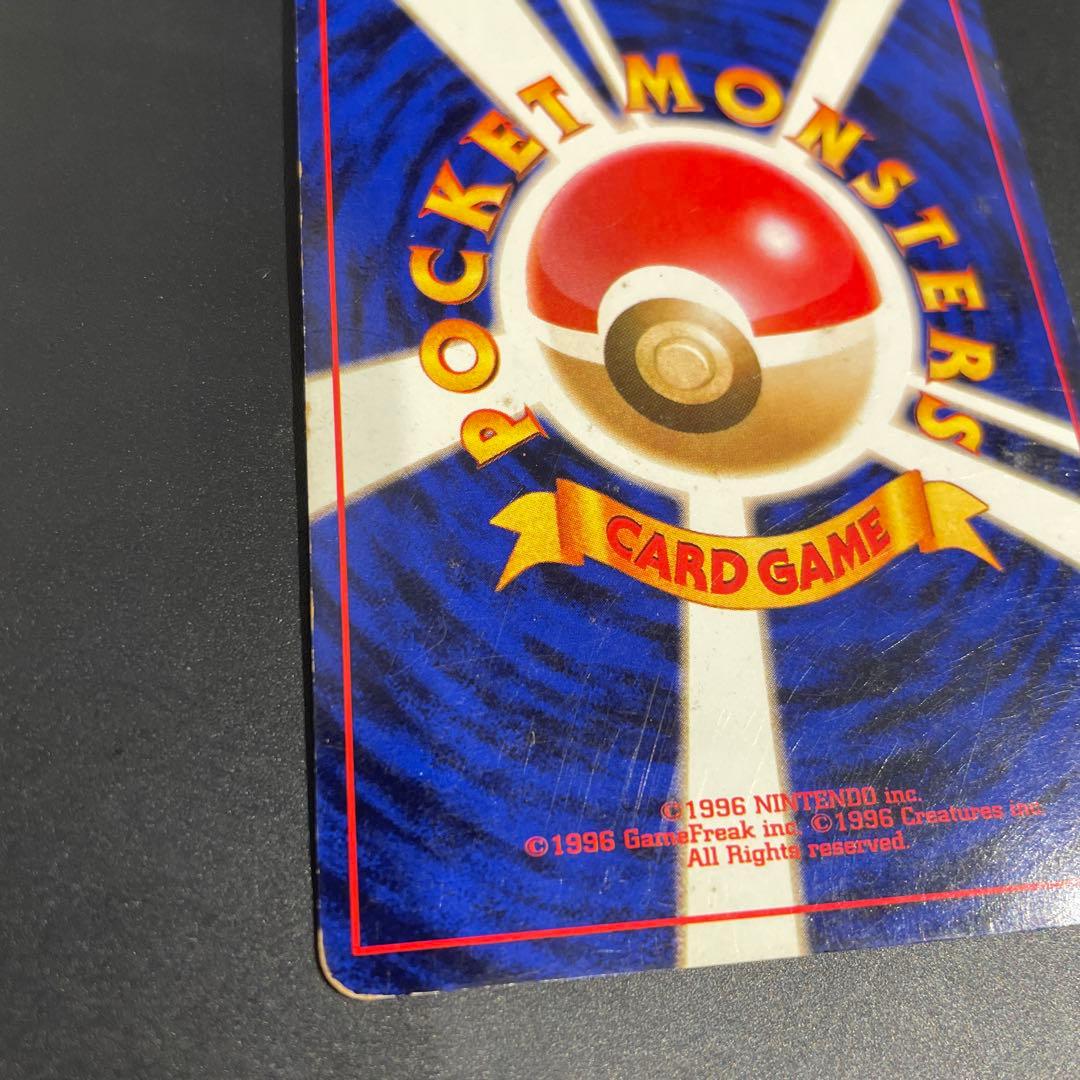 POCKET MONSTERS
CARD GAME
©1996 NINTENDO inc.
©1996 GameFreak inc. ©1996 Creatures inc.
All Rights reserved.